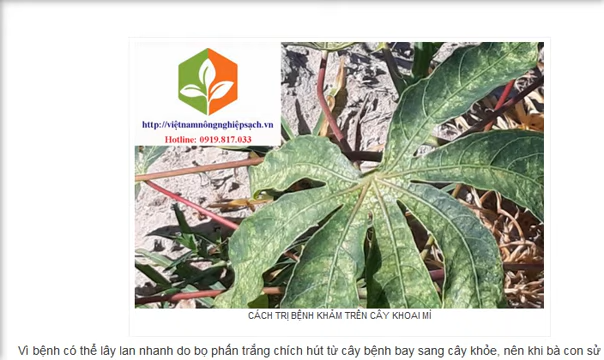 http://việtnamnôngnghiệpsạch.vn
Hotline: 0919.817.033
CÁCH TRỊ BỆNH KHẢM TRÊN CÂY KHOAI MÌ
Vì bệnh có thể lây lan nhanh do bọ phấn trắng chích hút từ cây bệnh bay sang cây khỏe, nên khi bà con sử